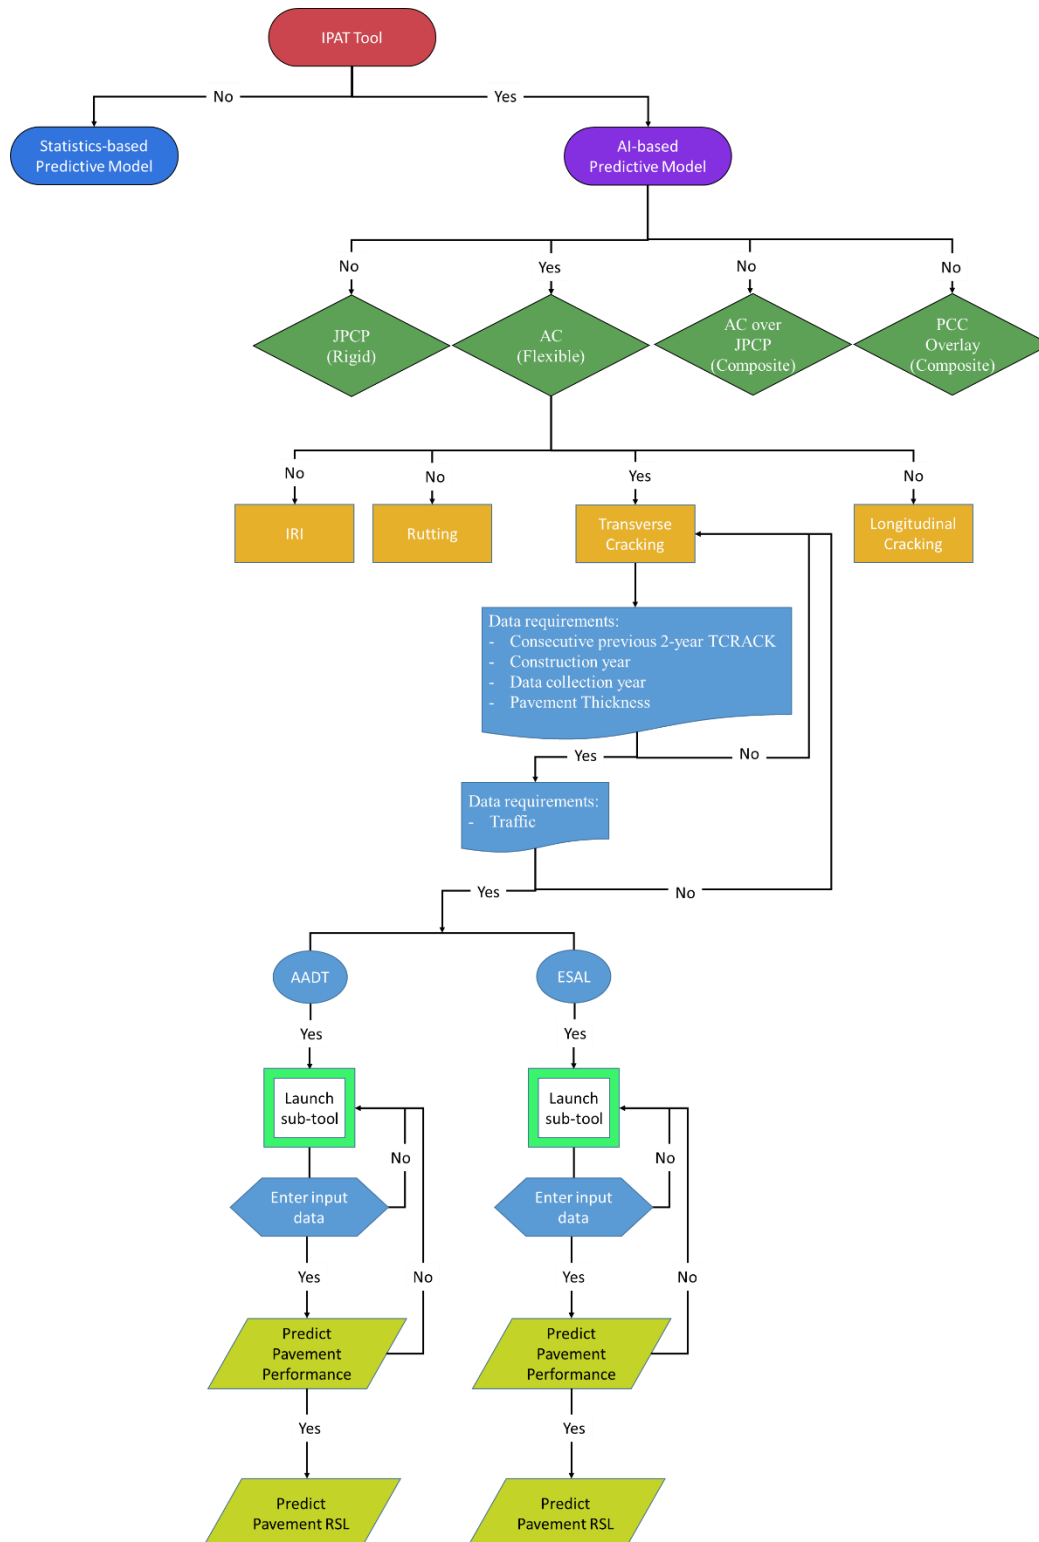 IPAT Tool
No
Yes
Statistics-based
Predictive Model
AI-based
Predictive Model
No
Yes
No
No
JPCP
(Rigid)
AC
(Flexible)
AC over
JPCP
(Composite)
PCC
Overlay
(Composite)
No
No
Yes
No
IRI
Rutting
Transverse
Cracking
Longitudinal
Cracking
Data requirements:
- Consecutive previous 2-year TCRACK
- Construction year
- Data collection year
- Pavement Thickness
Yes
No
Data requirements:
- Traffic
Yes
No
AADT
ESAL
Yes
Yes
Launch
sub-tool
Launch
sub-tool
No
No
Enter input
data
Enter input
data
Yes
No
Yes
No
Predict
Pavement
Performance
Predict
Pavement
Performance
Yes
Yes
Predict
Pavement RSL
Predict
Pavement RSL